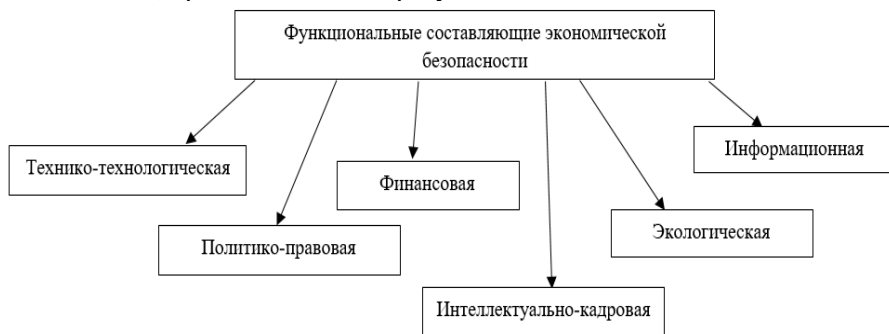 Функциональные составляющие экономической
безопасности
Информационная
Технико-технологическая
Финансовая
Экологическая
Политико-правовая
Интеллектуально-кадровая